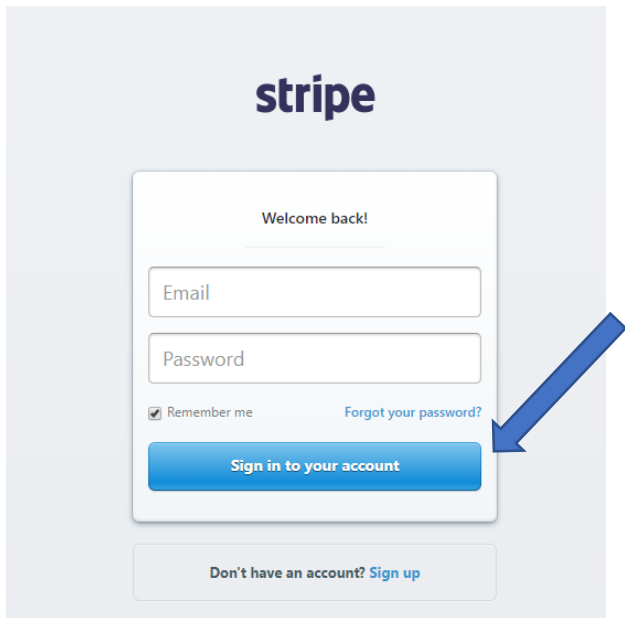 stripe
Welcome back!
Email
Password
Remember me Forgot your password?
Sign in to your account
Don't have an account? Sign up